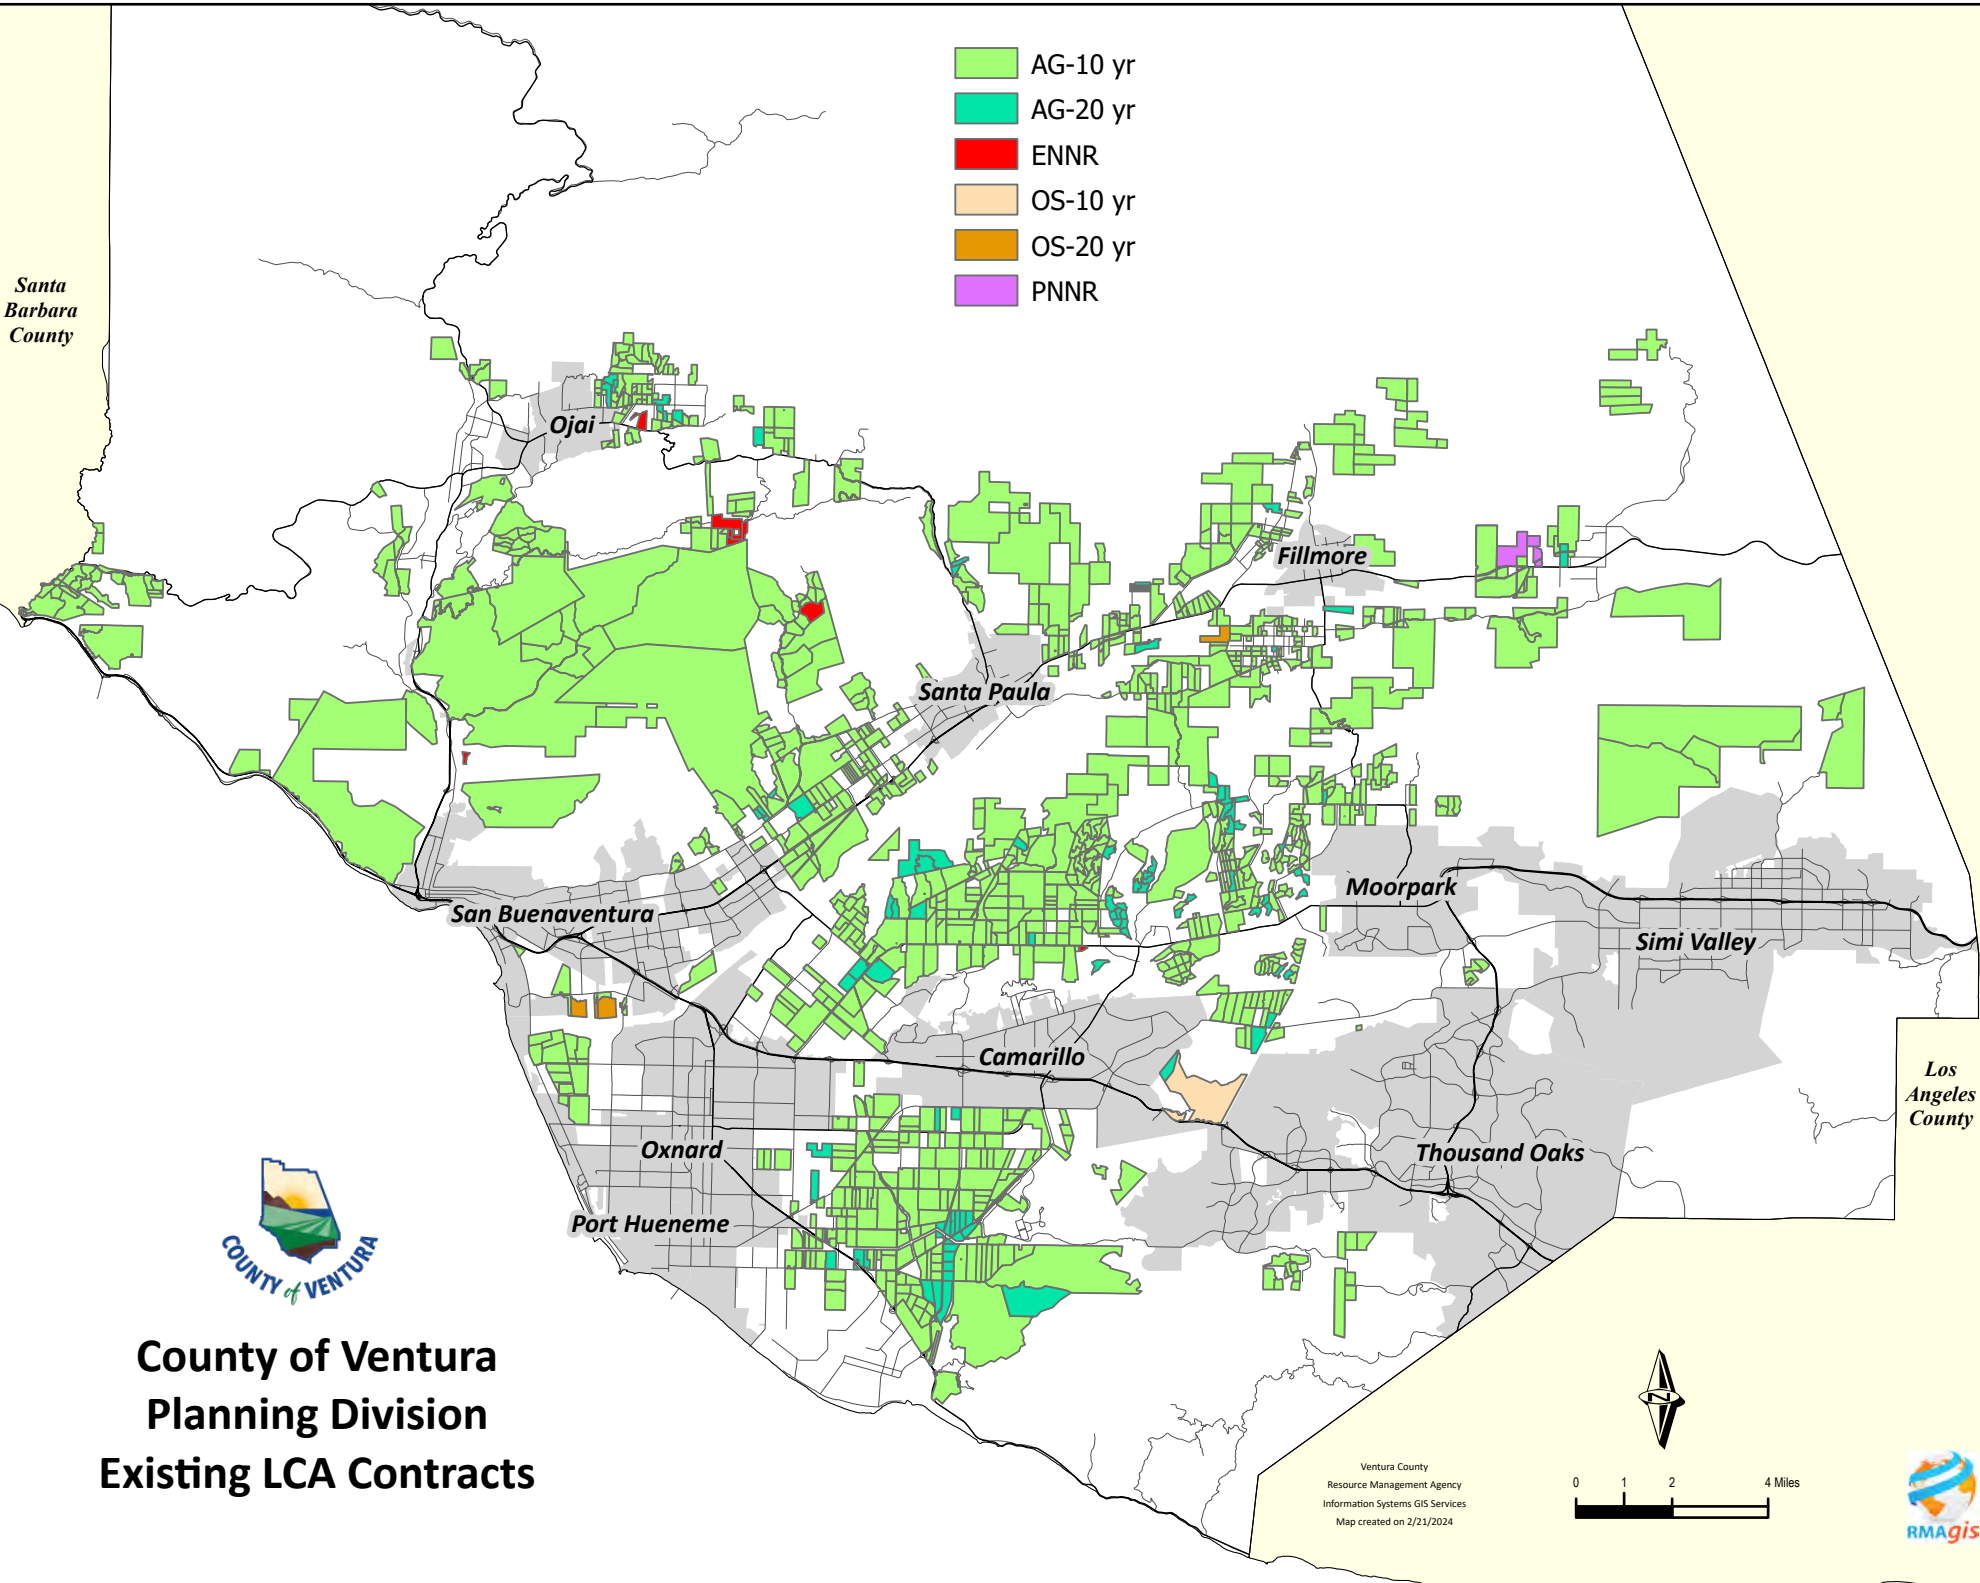 AG-10 yr
AG-20 yr
ENNR
OS-10 yr
OS-20 yr
PNNR
Santa
Barbara
County
Ojai
Fillmore
Santa Paula
Moorpark
San Buenaventura
Simi Valley
Camarillo
Los
Angeles
County
Oxnard
Thousand Oaks
Port Hueneme
COUNTY of VENTURA
County of Ventura
Planning Division
Existing LCA Contracts
N
Ventura County
Resource Management Agency
Information Systems GIS Services
Map created on 2/21/2024
0 1 2 4 Miles
RMAgis